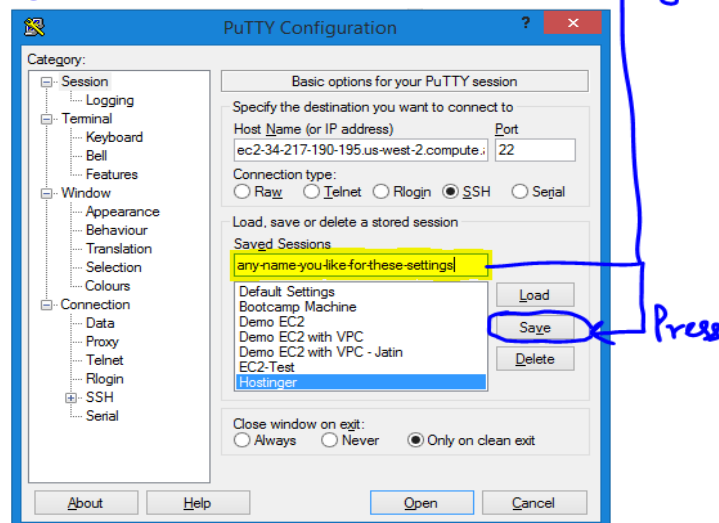 PuTTY Configuration ? ×
Category:
Session
Logging
Terminal
Keyboard
Bell
Features
Window
Appearance
Behaviour
Translation
Selection
Colours
Connection
Data
Proxy
Telnet
Rlogin
SSH
Serial
Basic options for your PuTTY session
Specify the destination you want to connect to
Host Name (or IP address) Port
ec2-34-217-190-195.us-west-2.compute. 22
Connection type:
Raw Telnet Rlogin SSH Serial
Load, save or delete a stored session
Saved Sessions
any-name-you-like-for-these-settings
Default Settings
Bootcamp Machine
Demo EC2
Demo EC2 with VPC
Demo EC2 with VPC - Jatin
EC2-Test
Hostinger
Load
Save
Delete
Press
Close window on exit:
Always Never Only on clean exit
About Help Open Cancel